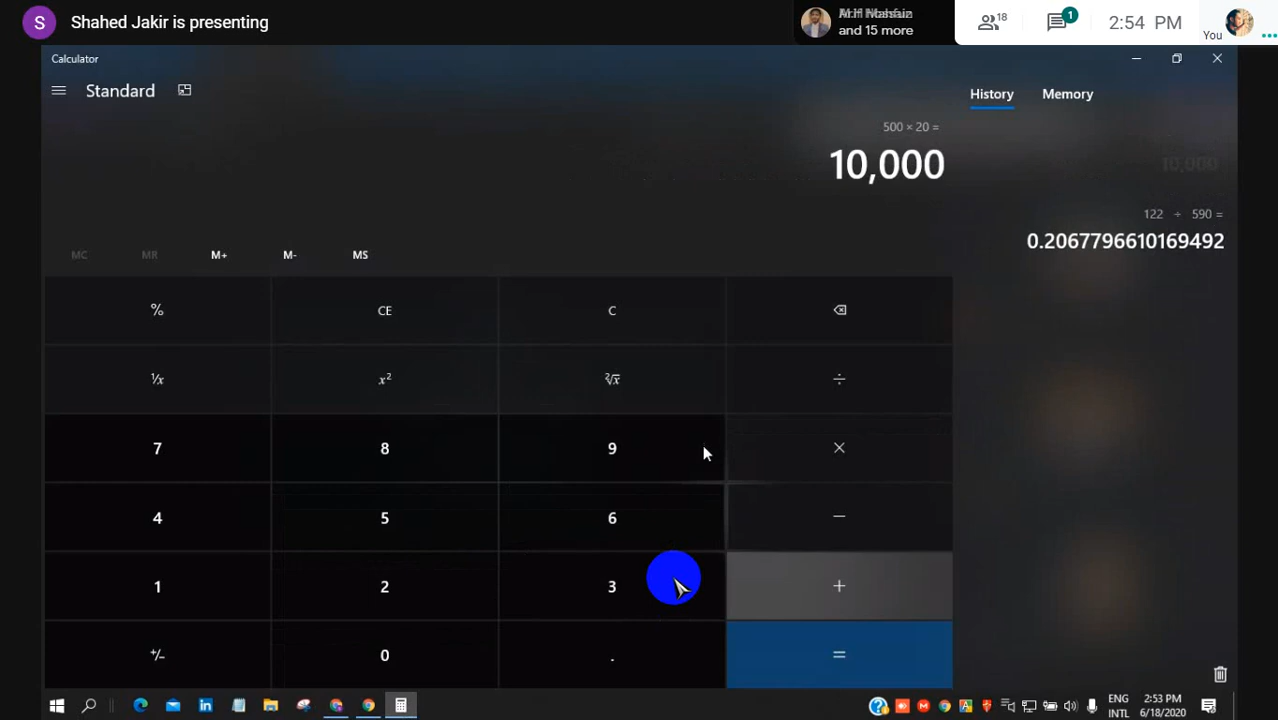 S Shahed Jakir is presenting
and 15 more
18
1
2:54 PM
You
Calculator
Standard
History
Memory
500 × 20 =
10,000
10,000
122 ÷ 590 =
0.2067796610169492
MC MR M+ M- MS
% CE C
⅟x x² ²√x ÷
7 8 9 ×
4 5 6 −
1 2 3 +
+/− 0 . =
ENG 2:53 PM
INTL 6/18/2020